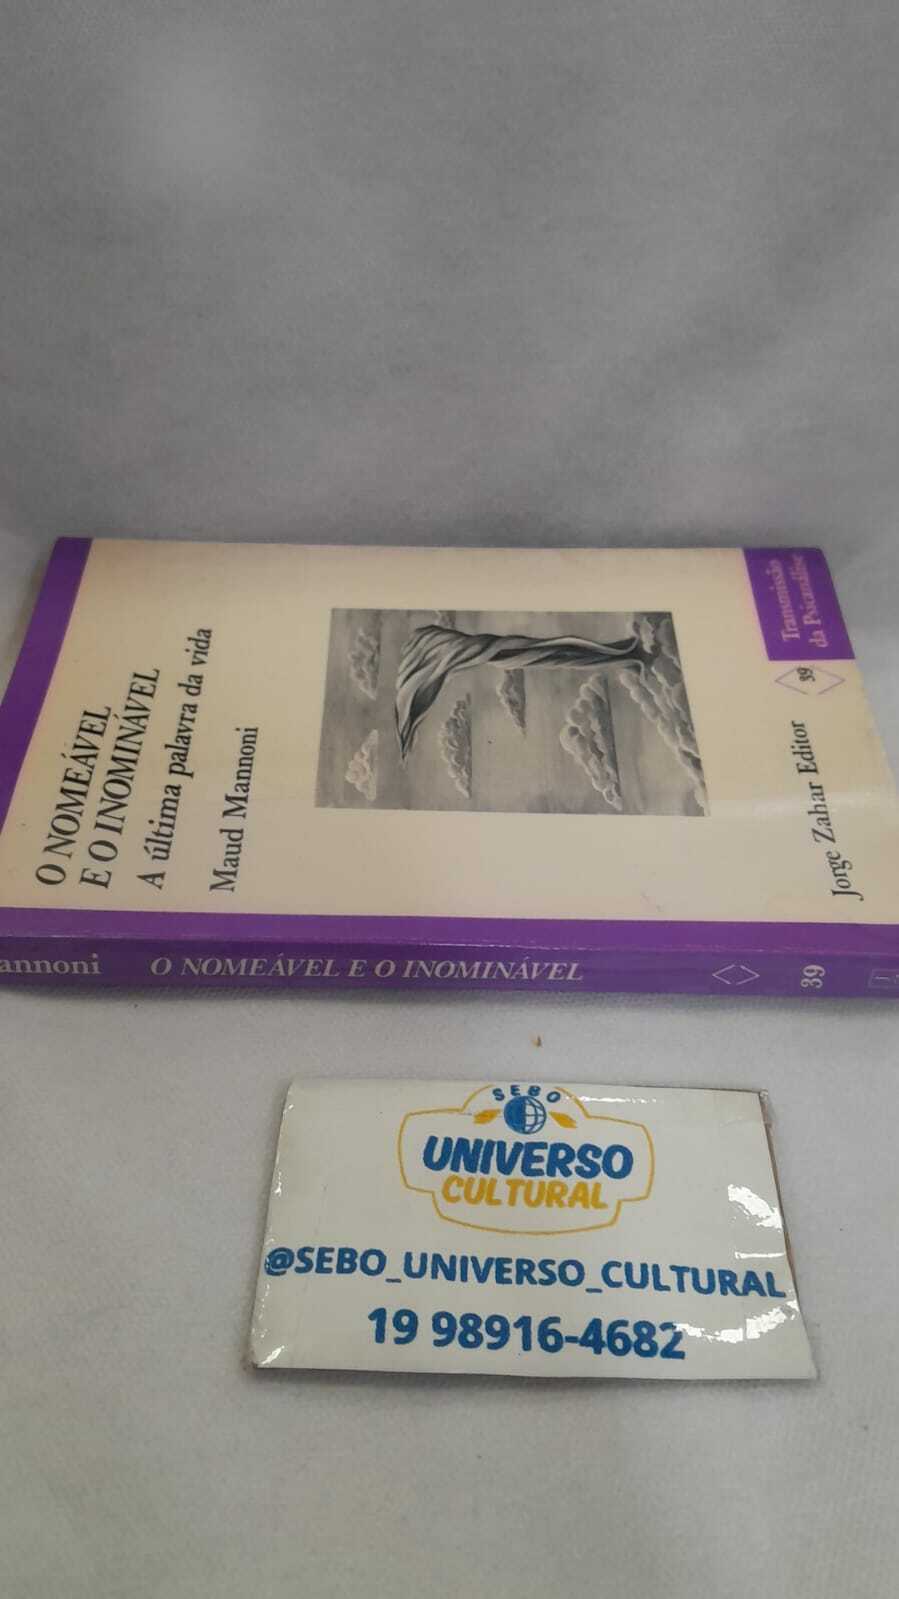 O NOMEÁVEL
E O INOMINÁVEL
A última palavra da vida
Maud Mannoni
Transmissão
da Psicanálise
39
Jorge Zahar Editor
annoni O NOMEÁVEL E O INOMINÁVEL 39
SEBO
UNIVERSO
CULTURAL
@SEBO_UNIVERSO_CULTURAL
19 98916-4682